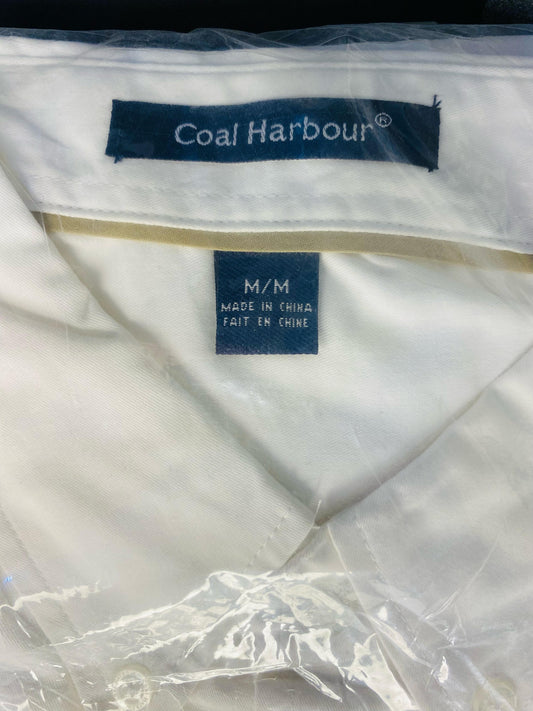 Coal Harbour®
M/M
MADE IN CHINA
FAIT EN CHINE